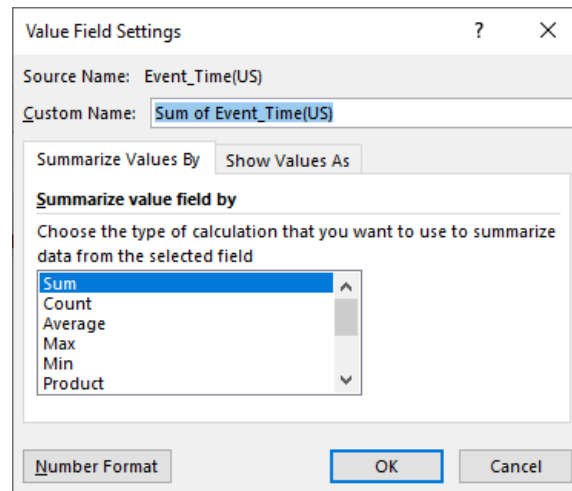 Value Field Settings ? ×
Source Name: Event_Time(US)
Custom Name: Sum of Event_Time(US)
Summarize Values By Show Values As
Summarize value field by
Choose the type of calculation that you want to use to summarize
data from the selected field
Sum
Count
Average
Max
Min
Product
Number Format OK Cancel